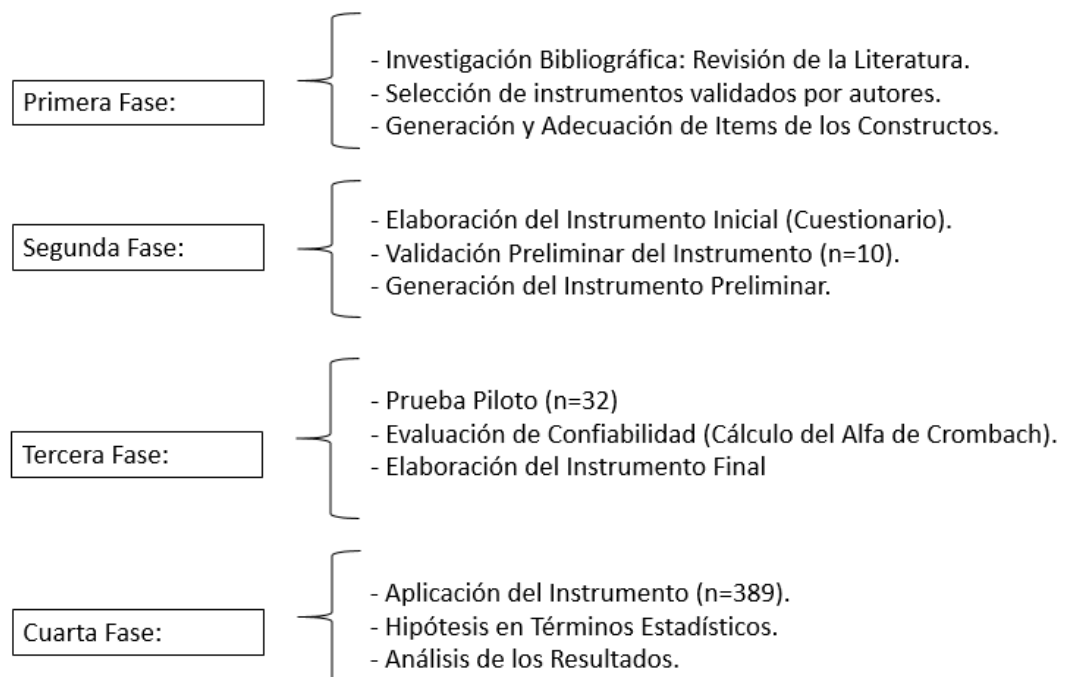 Primera Fase:
- Investigación Bibliográfica: Revisión de la Literatura.
- Selección de instrumentos validados por autores.
- Generación y Adecuación de Items de los Constructos.
Segunda Fase:
- Elaboración del Instrumento Inicial (Cuestionario).
- Validación Preliminar del Instrumento (n=10).
- Generación del Instrumento Preliminar.
Tercera Fase:
- Prueba Piloto (n=32)
- Evaluación de Confiabilidad (Cálculo del Alfa de Crombach).
- Elaboración del Instrumento Final
Cuarta Fase:
- Aplicación del Instrumento (n=389).
- Hipótesis en Términos Estadísticos.
- Análisis de los Resultados.